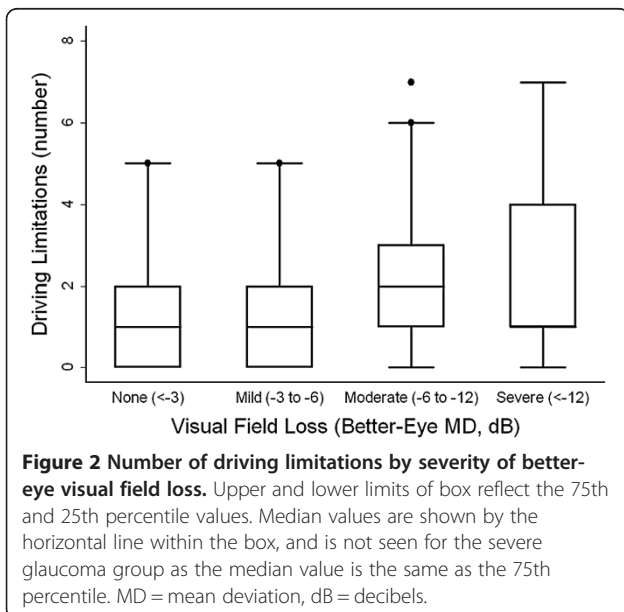 8
6
4
2
0
Driving Limitations (number)
None (<-3) Mild (-3 to -6) Moderate (-6 to -12) Severe (<-12)
Visual Field Loss (Better-Eye MD, dB)
Figure 2 Number of driving limitations by severity of better-
eye visual field loss. Upper and lower limits of box reflect the 75th
and 25th percentile values. Median values are shown by the
horizontal line within the box, and is not seen for the severe
glaucoma group as the median value is the same as the 75th
percentile. MD = mean deviation, dB = decibels.